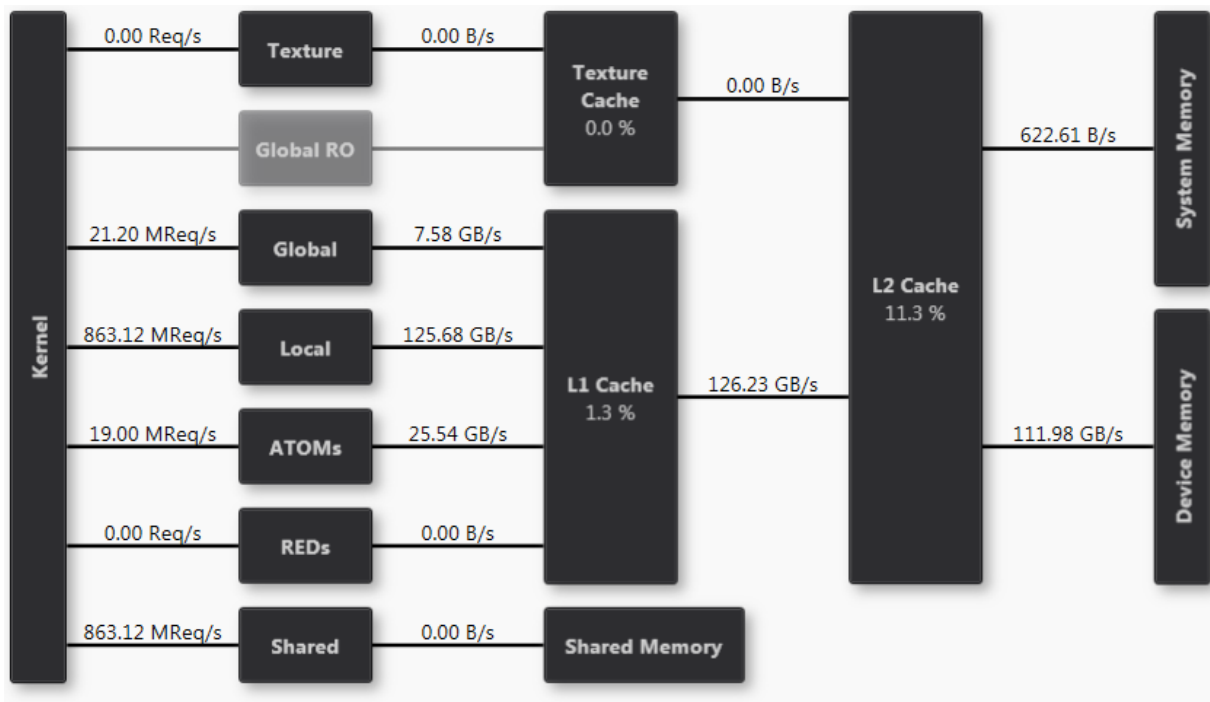 Kernel
0.00 Req/s
Texture
0.00 B/s
Texture
Cache
0.0 %
0.00 B/s
Global RO
21.20 MReq/s
Global
7.58 GB/s
863.12 MReq/s
Local
125.68 GB/s
L1 Cache
1.3 %
126.23 GB/s
19.00 MReq/s
ATOMs
25.54 GB/s
0.00 Req/s
REDs
0.00 B/s
863.12 MReq/s
Shared
0.00 B/s
Shared Memory
L2 Cache
11.3 %
622.61 B/s
System Memory
111.98 GB/s
Device Memory